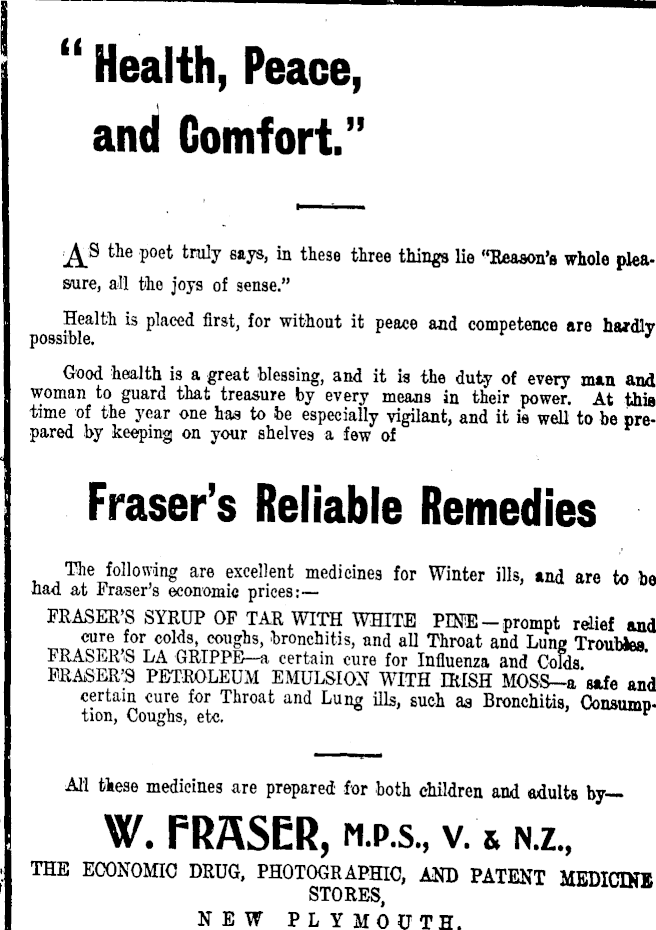 "Health, Peace,
and Comfort."
AS the poet truly says, in these three things lie "Reason's whole plea-
sure, all the joys of sense."
Health is placed first, for without it peace and competence are hardly
possible.
Good health is a great blessing, and it is the duty of every man and
woman to guard that treasure by every means in their power. At this
time of the year one has to be especially vigilant, and it is well to be pre-
pared by keeping on your shelves a few of
Fraser's Reliable Remedies
The following are excellent medicines for Winter ills, and are to be
had at Fraser's economic prices:—
FRASER'S SYRUP OF TAR WITH WHITE PINE—prompt relief and
cure for colds, coughs, bronchitis, and all Throat and Lung Troubles.
FRASER'S LA GRIPPE—a certain cure for Influenza and Colds.
FRASER'S PETROLEUM EMULSION WITH IRISH MOSS—a safe and
certain cure for Throat and Lung ills, such as Bronchitis, Consump-
tion, Coughs, etc.
All these medicines are prepared for both children and adults by—
W. FRASER, M.P.S., V. & N.Z.,
THE ECONOMIC DRUG, PHOTOGRAPHIC, AND PATENT MEDICINE
STORES,
NEW PLYMOUTH.